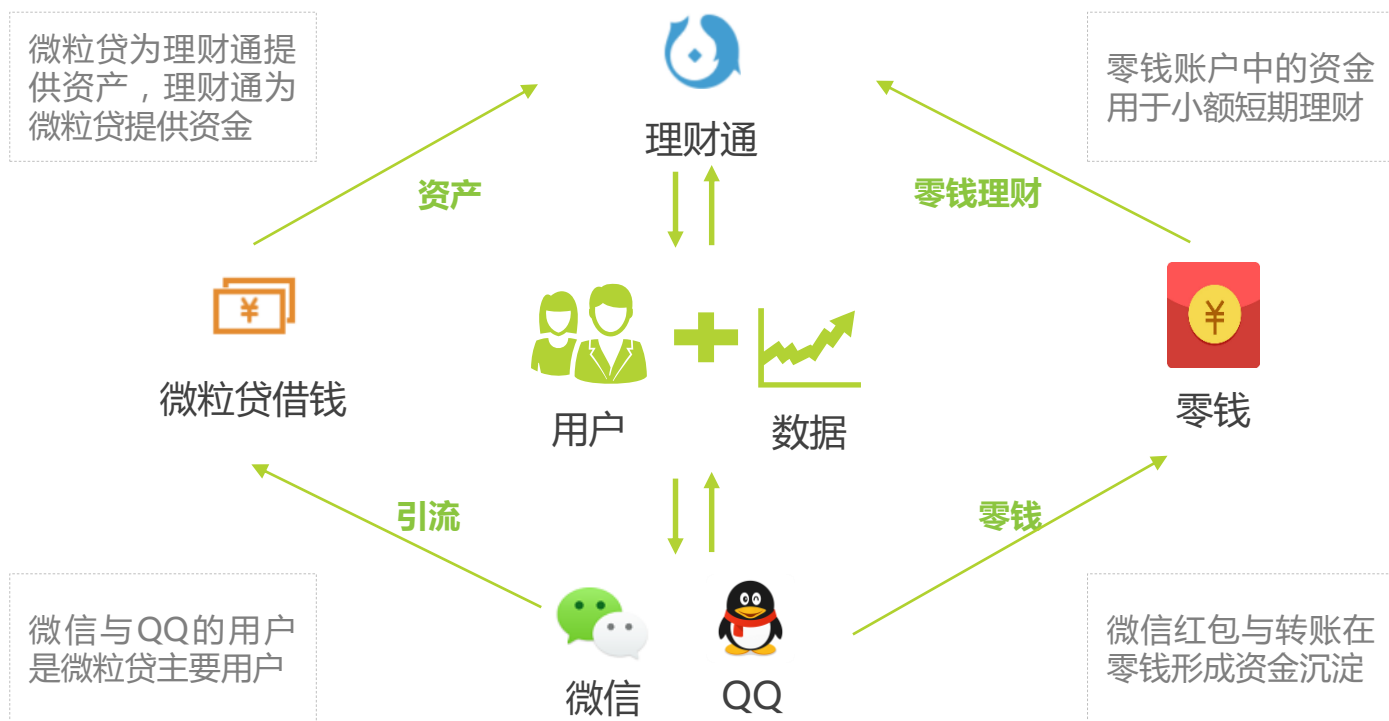 微粒贷为理财通提
供资产，理财通为
微粒贷提供资金
理财通
零钱账户中的资金
用于小额短期理财
资产
零钱理财
¥
微粒贷借钱
用户
数据
¥
零钱
引流
零钱
微信与QQ的用户
是微粒贷主要用户
微信
QQ
微信红包与转账在
零钱形成资金沉淀